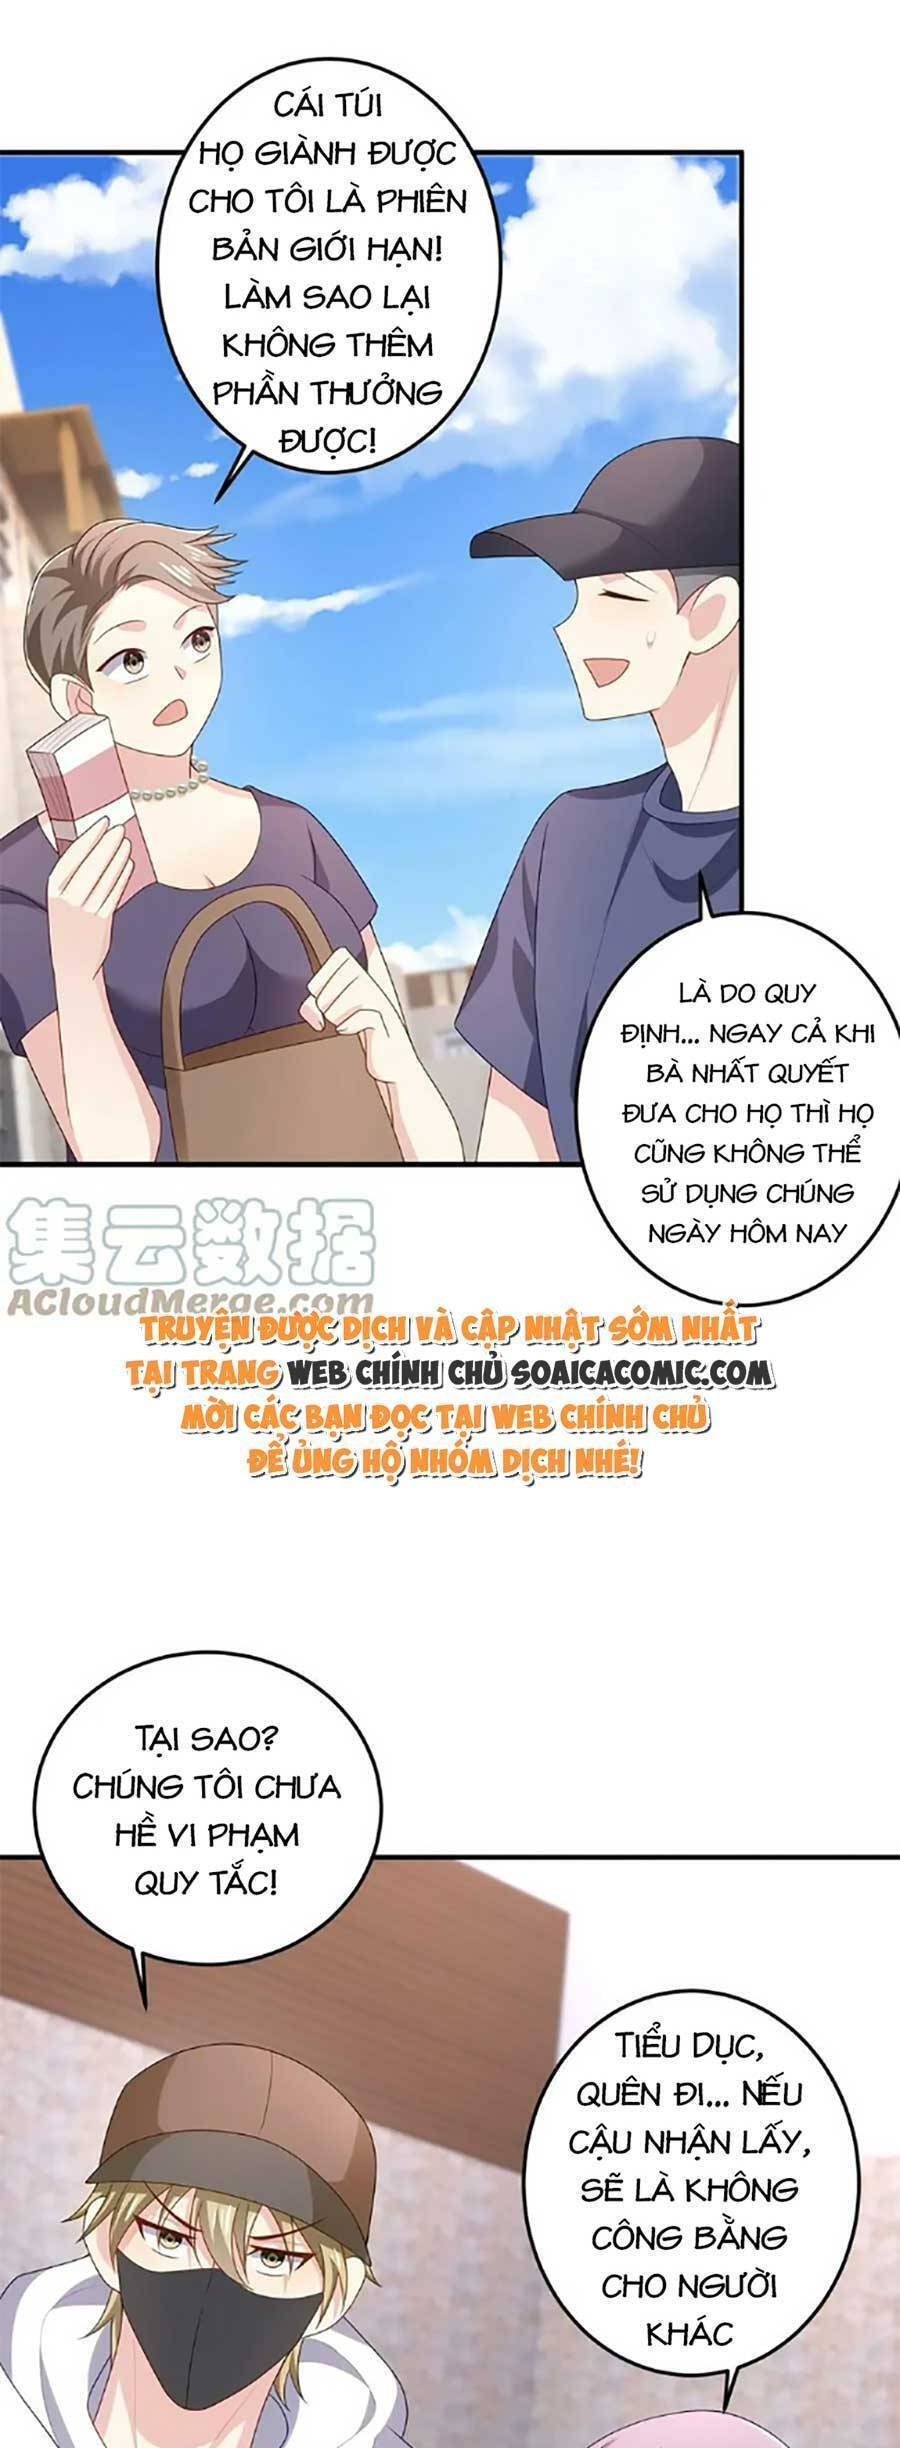 CÁI TÚI
HỌ GIÀNH ĐƯỢC
CHO TÔI LÀ PHIÊN
BẢN GIỚI HẠN!
LÀM SAO LẠI
KHÔNG THÊM
PHẦN THƯỞNG
ĐƯỢC!
LÀ DO QUY
ĐỊNH... NGAY CẢ KHI
BÀ NHẤT QUYẾT
ĐƯA CHO HỌ THÌ HỌ
CŨNG KHÔNG THỂ
SỬ DỤNG CHÚNG
NGÀY HÔM NAY
集云数据
AcloudMerge.com
TRUYỆN ĐƯỢC DỊCH VÀ CẬP NHẬT SỚM NHẤT
TẠI TRANG WEB CHÍNH CHỦ SOAICACOMIC.COM
MỜI CÁC BẠN ĐỌC TẠI WEB CHÍNH CHỦ
ĐỂ ỦNG HỘ NHÓM DỊCH NHÉ!
TẠI SAO?
CHÚNG TÔI CHƯA
HỀ VI PHẠM
QUY TẮC!
TIỂU DỤC,
QUÊN ĐI... NẾU
CẬU NHẬN LẤY,
SẼ LÀ KHÔNG
CÔNG BẰNG
CHO NGƯỜI
KHÁC